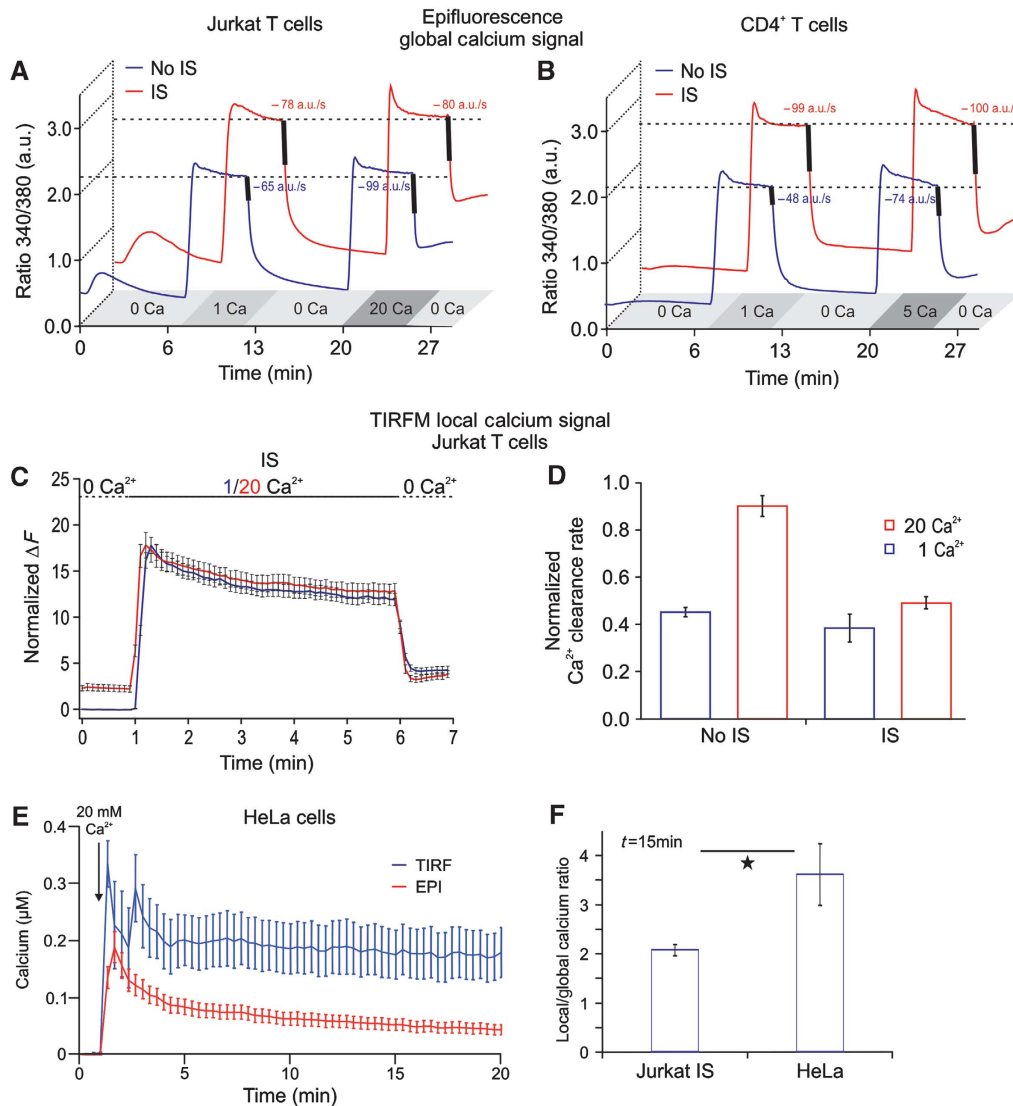 Jurkat T cells
Epifluorescence
global calcium signal
CD4⁺ T cells
A
No IS
IS
−78 a.u./s
−80 a.u./s
−65 a.u./s
−99 a.u./s
Ratio 340/380 (a.u.)
3.0
2.0
1.0
0.0
0 Ca
1 Ca
0 Ca
20 Ca
0 Ca
0
6
13
20
27
Time (min)
B
No IS
IS
−99 a.u./s
−100 a.u./s
−48 a.u./s
−74 a.u./s
Ratio 340/380 (a.u.)
3.0
2.0
1.0
0.0
0 Ca
1 Ca
0 Ca
5 Ca
0 Ca
0
6
13
20
27
Time (min)
TIRFM local calcium signal
Jurkat T cells
C
IS
0 Ca²⁺
1/20 Ca²⁺
0 Ca²⁺
Normalized ΔF
25
20
15
10
5
0
0
1
2
3
4
5
6
7
Time (min)
D
Normalized
Ca²⁺ clearance rate
1.0
0.8
0.6
0.4
0.2
0.0
20 Ca²⁺
1 Ca²⁺
No IS
IS
E
20 mM
Ca²⁺
HeLa cells
TIRF
EPI
Calcium (µM)
0.4
0.3
0.2
0.1
0
0
5
10
15
20
Time (min)
F
t=15min
★
Local/global calcium ratio
4
3
2
1
0
Jurkat IS
HeLa